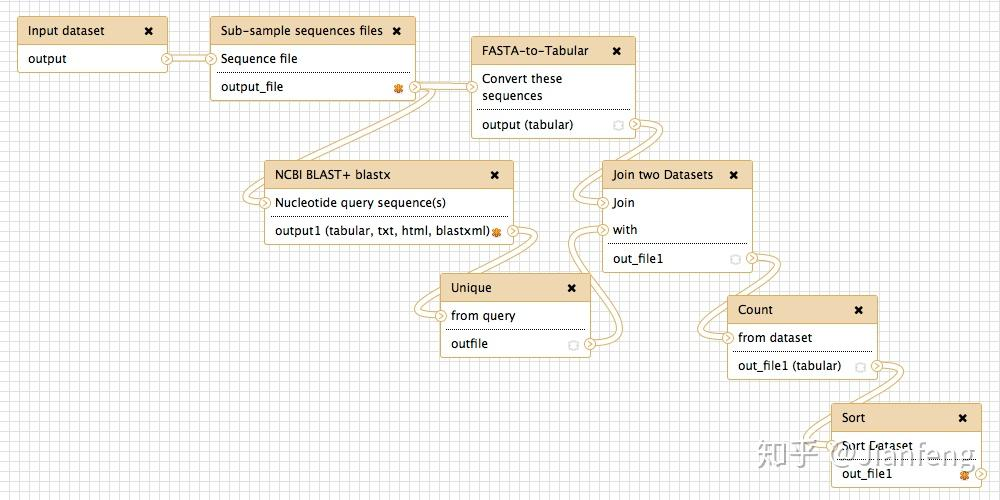 Input dataset
output
Sub-sample sequences files
Sequence file
output_file
FASTA-to-Tabular
Convert these
sequences
output (tabular)
NCBI BLAST+ blastx
Nucleotide query sequence(s)
output1 (tabular, txt, html, blastxml)
Join two Datasets
Join
with
out_file1
Unique
from query
outfile
Count
from dataset
out_file1 (tabular)
Sort
Sort Dataset
out_file1
知乎 @Jianfeng